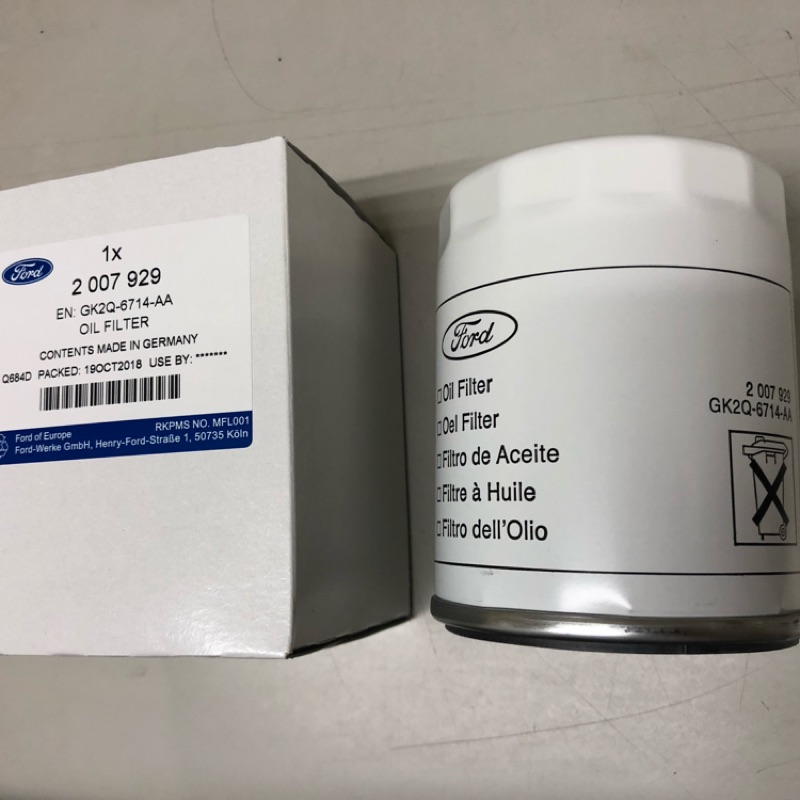 1x
Ford
2 007 929
EN: GK2Q-6714-AA
OIL FILTER
CONTENTS MADE IN GERMANY
Q684D PACKED: 19OCT2018 USE BY: *******
RKPMS NO. MFL001
Ford of Europe
Ford-Werke GmbH, Henry-Ford-Straße 1, 50735 Köln
Ford
Oil Filter
Oel Filter
Filtro de Aceite
Filtre à Huile
Filtro dell'Olio
2 007 929
GK2Q-6714-AA